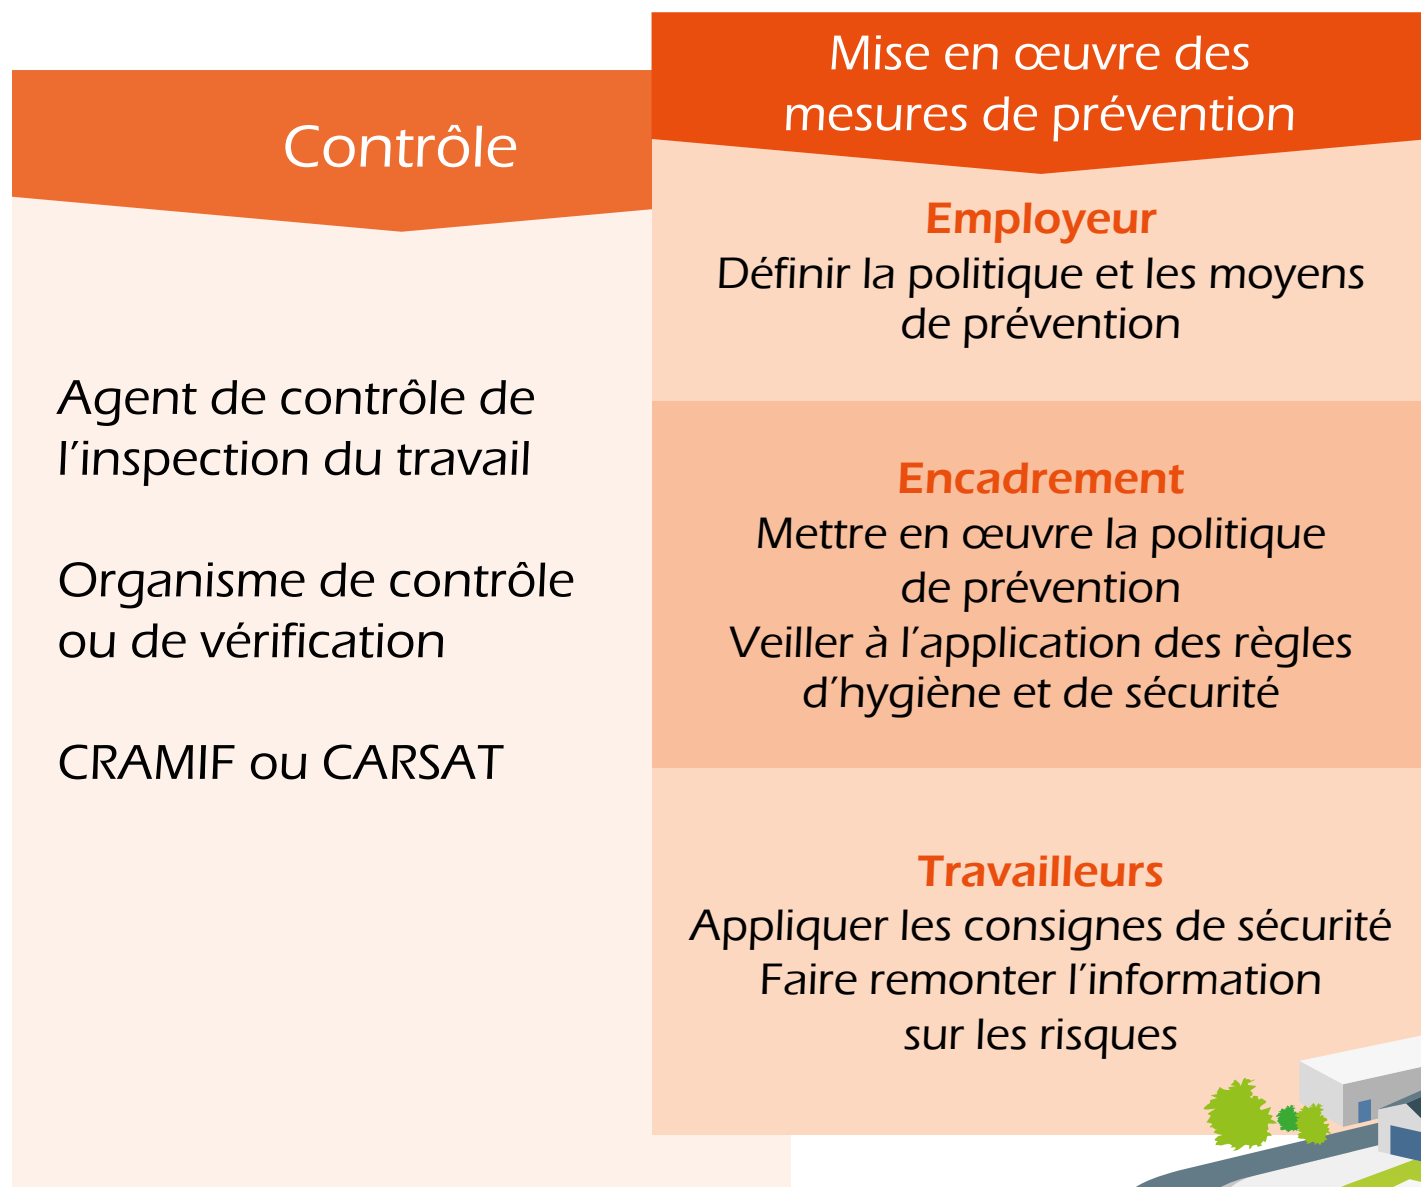 Contrôle
Agent de contrôle de
l’inspection du travail
Organisme de contrôle
ou de vérification
CRAMIF ou CARSAT
Mise en œuvre des
mesures de prévention
Employeur
Définir la politique et les moyens
de prévention
Encadrement
Mettre en œuvre la politique
de prévention
Veiller à l’application des règles
d’hygiène et de sécurité
Travailleurs
Appliquer les consignes de sécurité
Faire remonter l’information
sur les risques